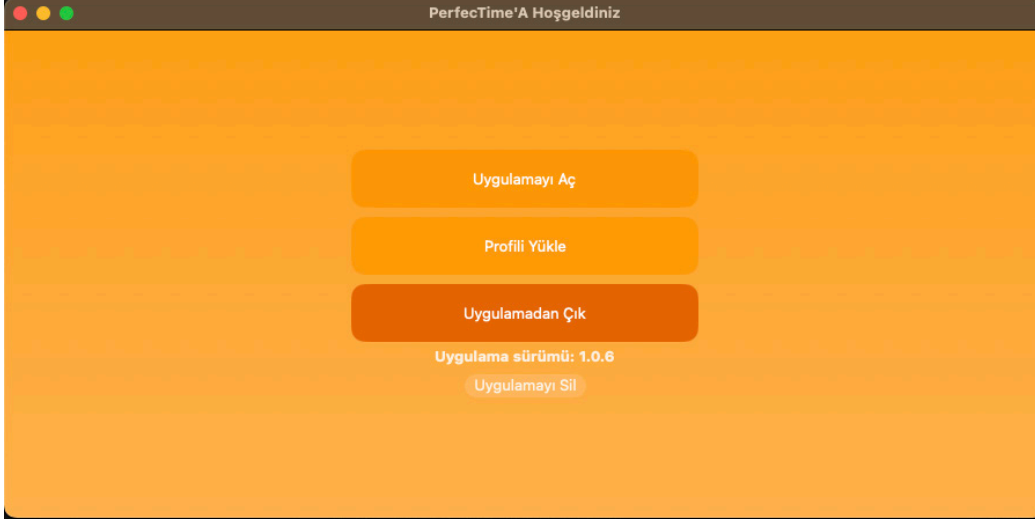 PerfecTime'A Hoşgeldiniz
Uygulamayı Aç
Profili Yükle
Uygulamadan Çık
Uygulama sürümü: 1.0.6
Uygulamayı Sil